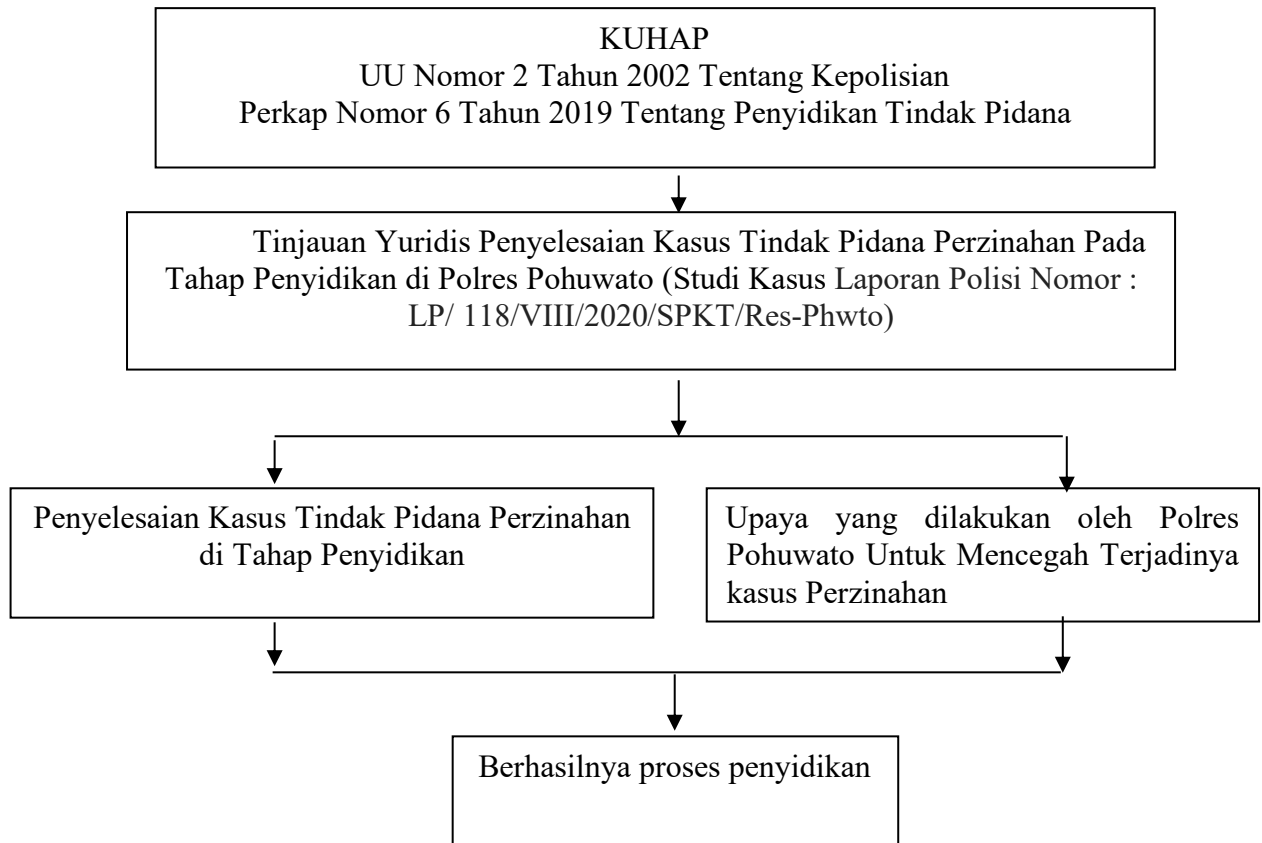 KUHAP
UU Nomor 2 Tahun 2002 Tentang Kepolisian
Perkap Nomor 6 Tahun 2019 Tentang Penyidikan Tindak Pidana
Tinjauan Yuridis Penyelesaian Kasus Tindak Pidana Perzinahan Pada
Tahap Penyidikan di Polres Pohuwato (Studi Kasus Laporan Polisi Nomor :
LP/ 118/VIII/2020/SPKT/Res-Phwto)
Penyelesaian Kasus Tindak Pidana Perzinahan
di Tahap Penyidikan
Upaya yang dilakukan oleh Polres
Pohuwato Untuk Mencegah Terjadinya
kasus Perzinahan
Berhasilnya proses penyidikan